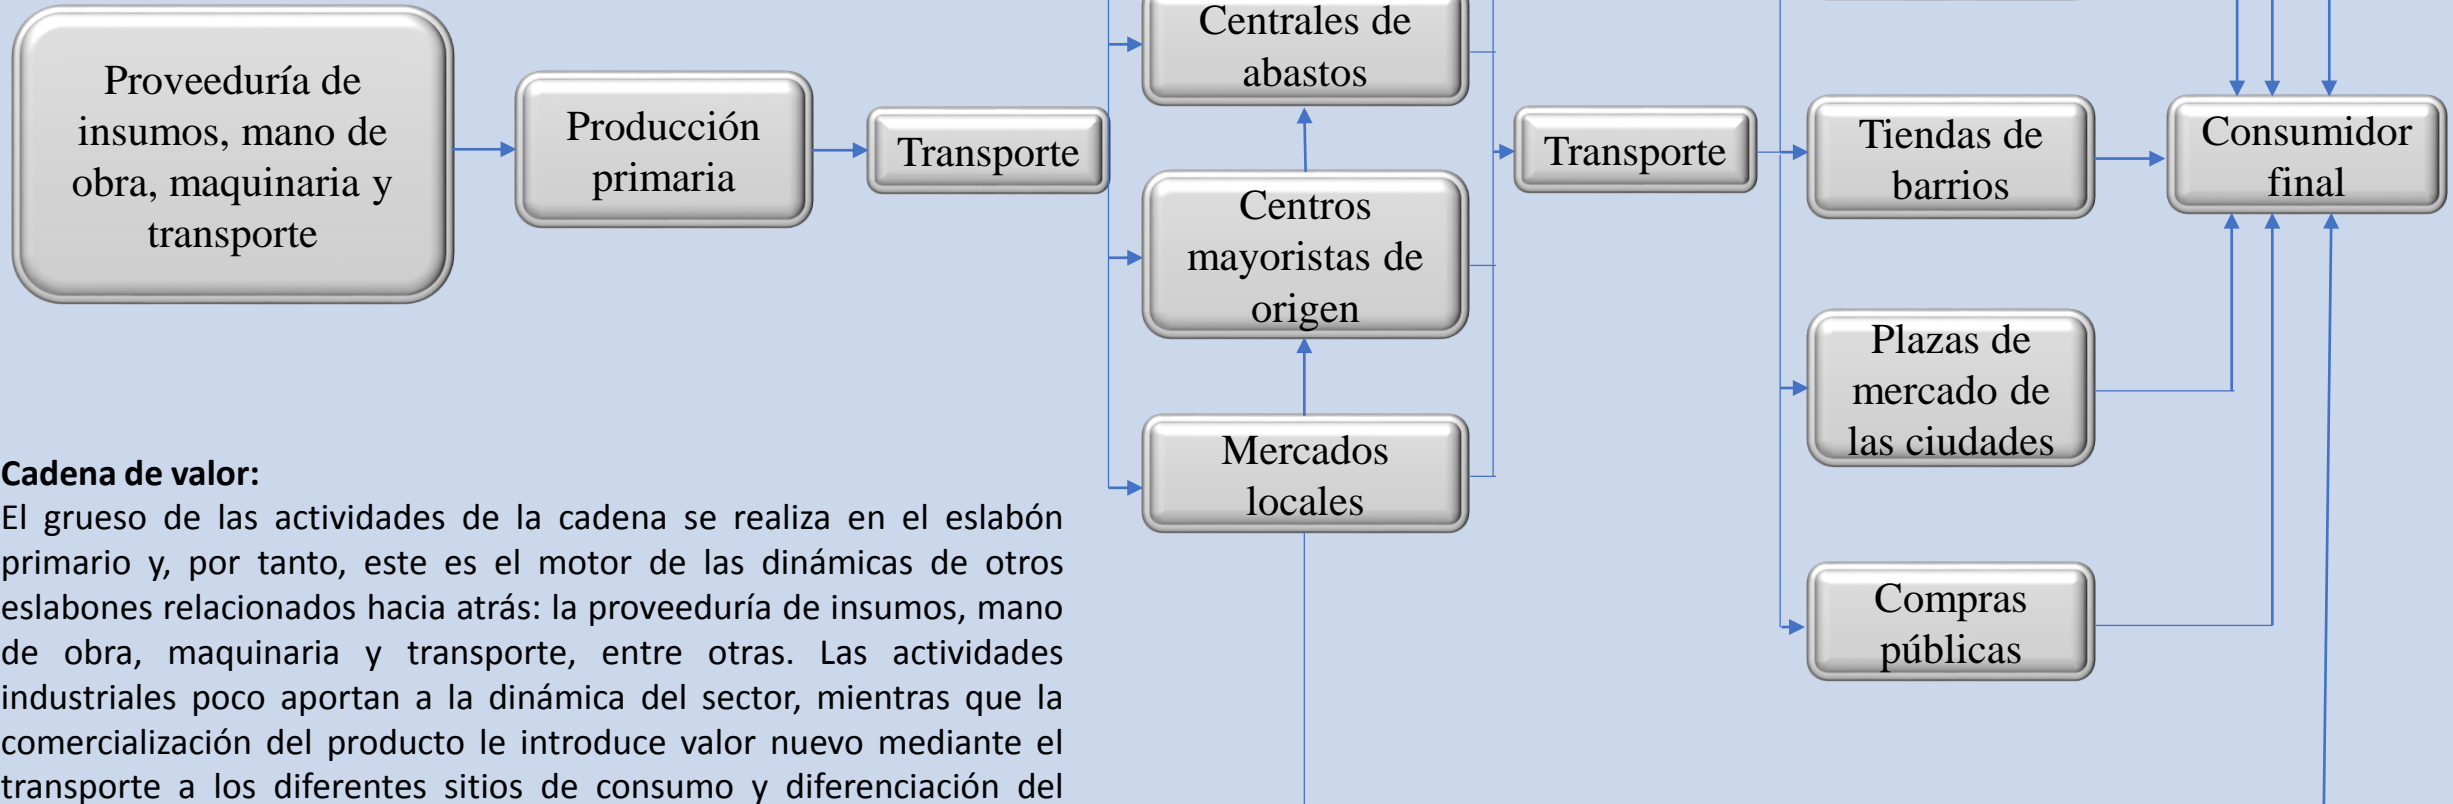 Proveeduría de
insumos, mano de
obra, maquinaria y
transporte
Producción
primaria
Transporte
Centrales de
abastos
Centros
mayoristas de
origen
Mercados
locales
Transporte
Tiendas de
barrios
Plazas de
mercado de
las ciudades
Compras
públicas
Consumidor
final
Cadena de valor:
El grueso de las actividades de la cadena se realiza en el eslabón
primario y, por tanto, este es el motor de las dinámicas de otros
eslabones relacionados hacia atrás: la proveeduría de insumos, mano
de obra, maquinaria y transporte, entre otras. Las actividades
industriales poco aportan a la dinámica del sector, mientras que la
comercialización del producto le introduce valor nuevo mediante el
transporte a los diferentes sitios de consumo y diferenciación del